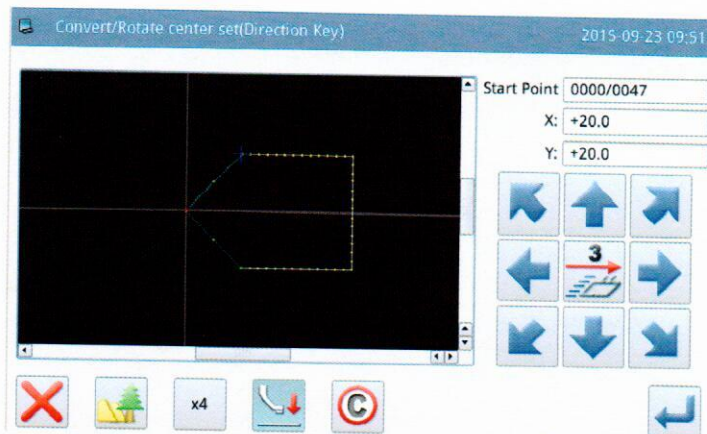 Convert/Rotate center set(Direction Key)
2015-09-23 09:51
Start Point 0000/0047
X: +20.0
Y: +20.0
3
x4
C